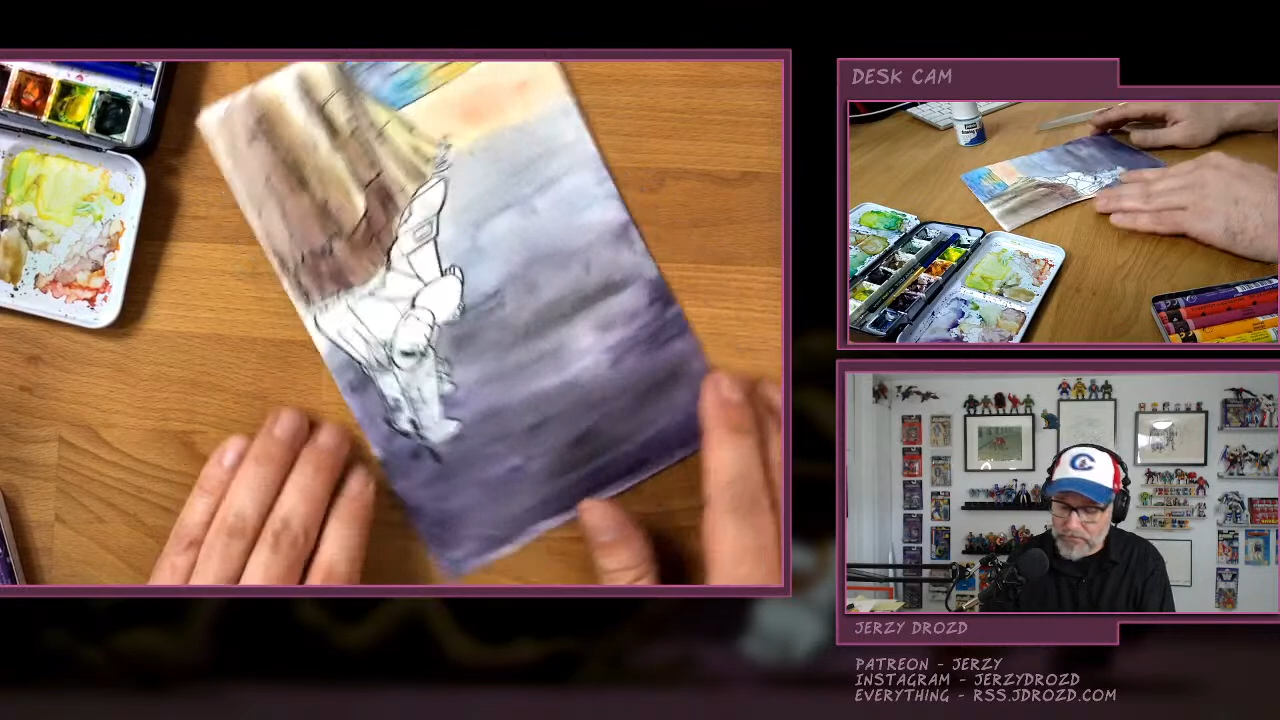 DESK CAM
JERZY DROZD
PATREON - JERZY
INSTAGRAM - JERZYDROZD
EVERYTHING - RSS.JDROZD.COM